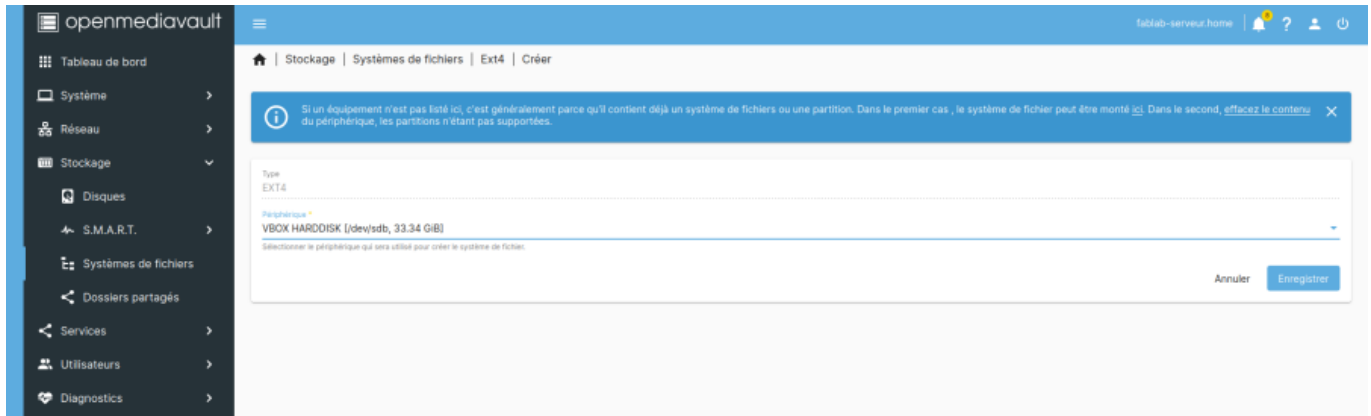 openmediavault
fablab-serveur.home
Tableau de bord
Système
Réseau
Stockage
Disques
S.M.A.R.T.
Systèmes de fichiers
Dossiers partagés
Services
Utilisateurs
Diagnostics
| Stockage | Systèmes de fichiers | Ext4 | Créer
Si un équipement n'est pas listé ici, c'est généralement parce qu'il contient déjà un système de fichiers ou une partition. Dans le premier cas , le système de fichier peut être monté ici. Dans le second, effacez le contenu
du périphérique, les partitions n'étant pas supportées.
Type
EXT4
Périphérique *
VBOX HARDDISK [/dev/sdb, 33.34 GiB]
Sélectionner le périphérique qui sera utilisé pour créer le système de fichier.
Annuler
Enregistrer